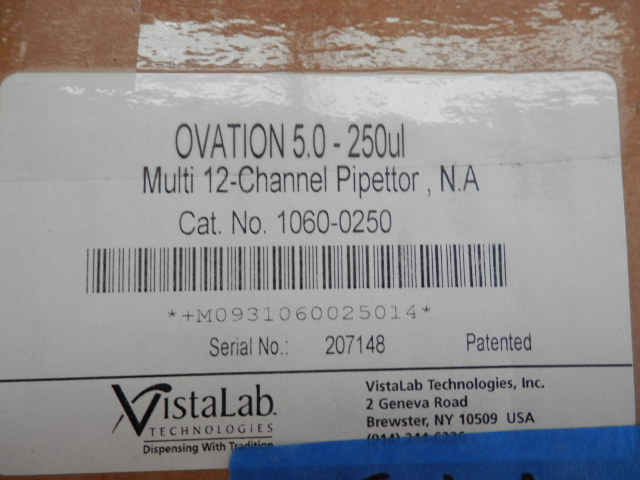 OVATION 5.0 - 250ul
Multi 12-Channel Pipettor , N.A
Cat. No. 1060-0250
*+M0931060025014*
Serial No.: 207148 Patented
VistaLab
TECHNOLOGIES
Dispensing With Tradition
VistaLab Technologies, Inc.
2 Geneva Road
Brewster, NY 10509 USA
(914)